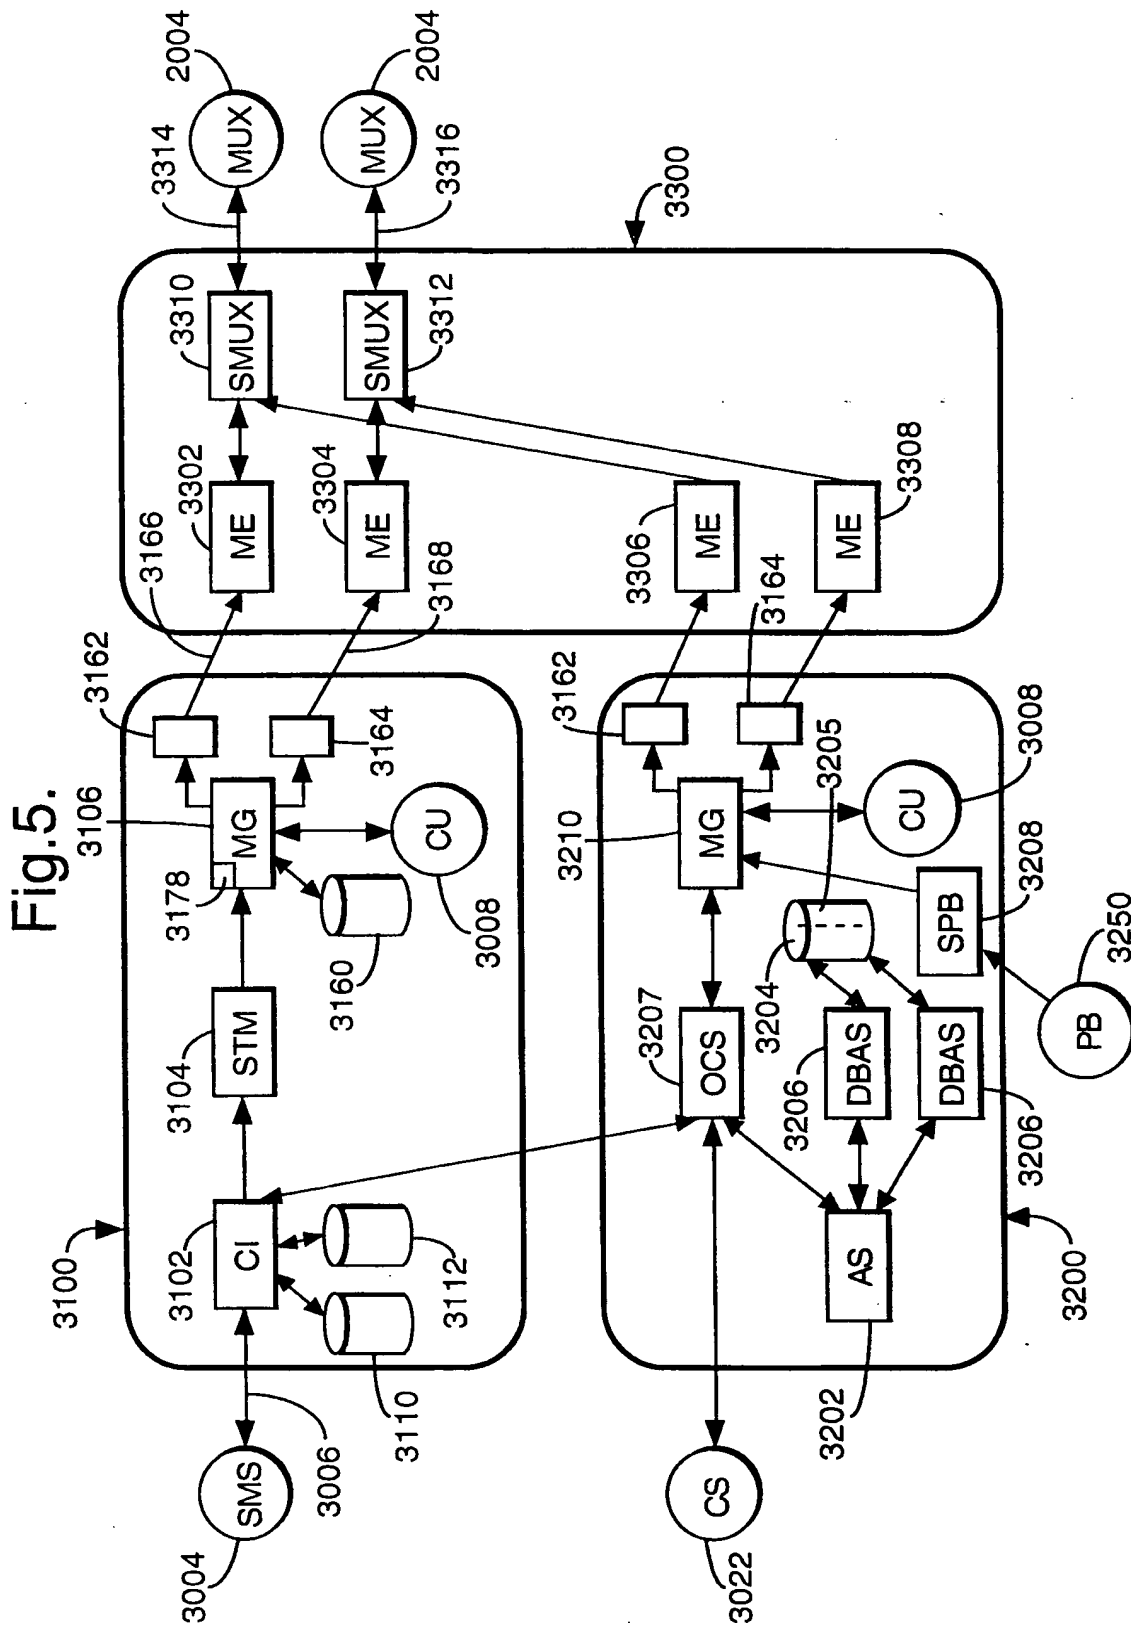 Fig.5.
3100
3004
SMS
3006
3102
CI
3110
3112
3104
STM
3178
3106
MG
3160
CU
3008
3162
3164
3166
3168
3302
ME
3304
ME
3310
SMUX
3312
SMUX
3314
3316
MUX
2004
MUX
2004
3300
3306
ME
3308
ME
3022
CS
3202
AS
3207
OCS
3206
DBAS
DBAS
3206
3204
3205
3210
MG
3162
3164
CU
3008
SPB
3208
PB
3250
3200